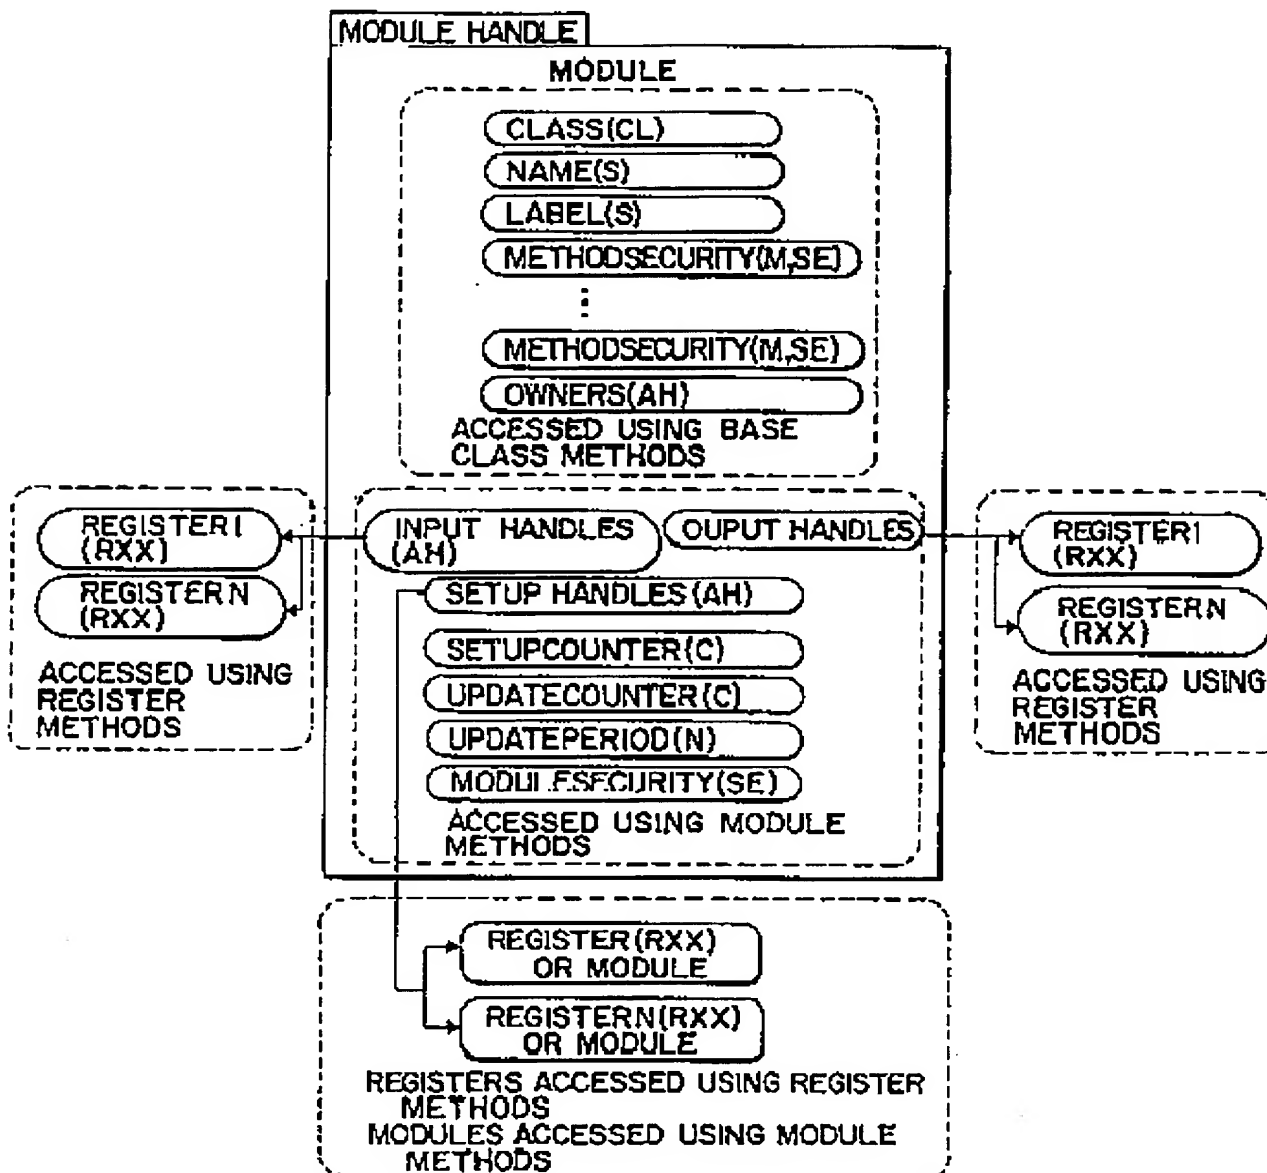 MODULE HANDLE
MODULE
CLASS(CL)
NAME(S)
LABEL(S)
METHODSECURITY(M,SE)
METHODSECURITY(M,SE)
OWNERS(AH)
ACCESSED USING BASE
CLASS METHODS
REGISTER1
(RXX)
REGISTERN
(RXX)
ACCESSED USING
REGISTER
METHODS
INPUT HANDLES
(AH)
OUPUT HANDLES
SETUP HANDLES(AH)
SETUPCOUNTER(C)
UPDATECOUNTER(C)
UPDATEPERIOD(N)
MODULESECURITY(SE)
ACCESSED USING MODULE
METHODS
REGISTER1
(RXX)
REGISTERN
(RXX)
ACCESSED USING
REGISTER
METHODS
REGISTER(RXX)
OR MODULE
REGISTERN(RXX)
OR MODULE
REGISTERS ACCESSED USING REGISTER
METHODS
MODULES ACCESSED USING MODULE
METHODS